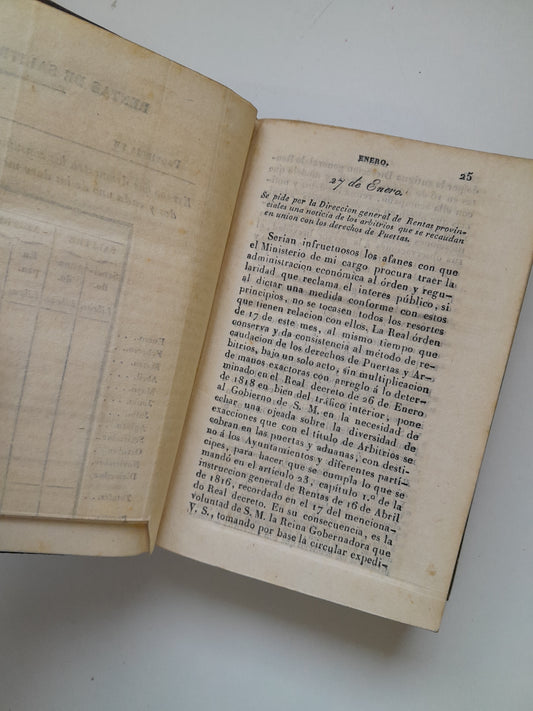 ENERO.
25
27 de Enero.
Se pide por la Direccion general de Rentas provin-
ciales una noticia de los arbitrios que se recaudan
en union con los derechos de Puertas.
Serian infructuosos los afanes con que
el Ministerio de mi cargo procura traer la
administracion económica al órden y regu-
laridad que reclama el interes público, si
al dictar una medida conforme con estos
principios, no se tocasen todos los resortes
que tienen relacion con ellos. La Real órden
de 17 de este mes, al mismo tiempo que
conserva y da consistencia al método de re-
caudacion de los derechos de Puertas y Ar-
bitrios, bajo un solo acto, sin multiplicacion
de manos exactoras con arreglo á lo deter-
minado en el Real decreto de 26 de Enero
de 1818 en bien del tráfico interior, pone
al Gobierno de S. M. en la necesidad de
echar una ojeada sobre la diversidad de
exacciones que con el título de Arbitrios se
cobran en las puertas y aduanas, con desti-
no á los Ayuntamientos y diferentes partí-
cipes, para hacer que se cumpla lo que se
mando en el artículo 23, capítulo 1.º de la
instruccion general de Rentas de 16 de Abril
de 1816, recordado en el 17 del menciona-
do Real decreto. En su consecuencia, es la
voluntad de S. M. la Reina Gobernadora que
V. S., tomando por base la circular expedi-